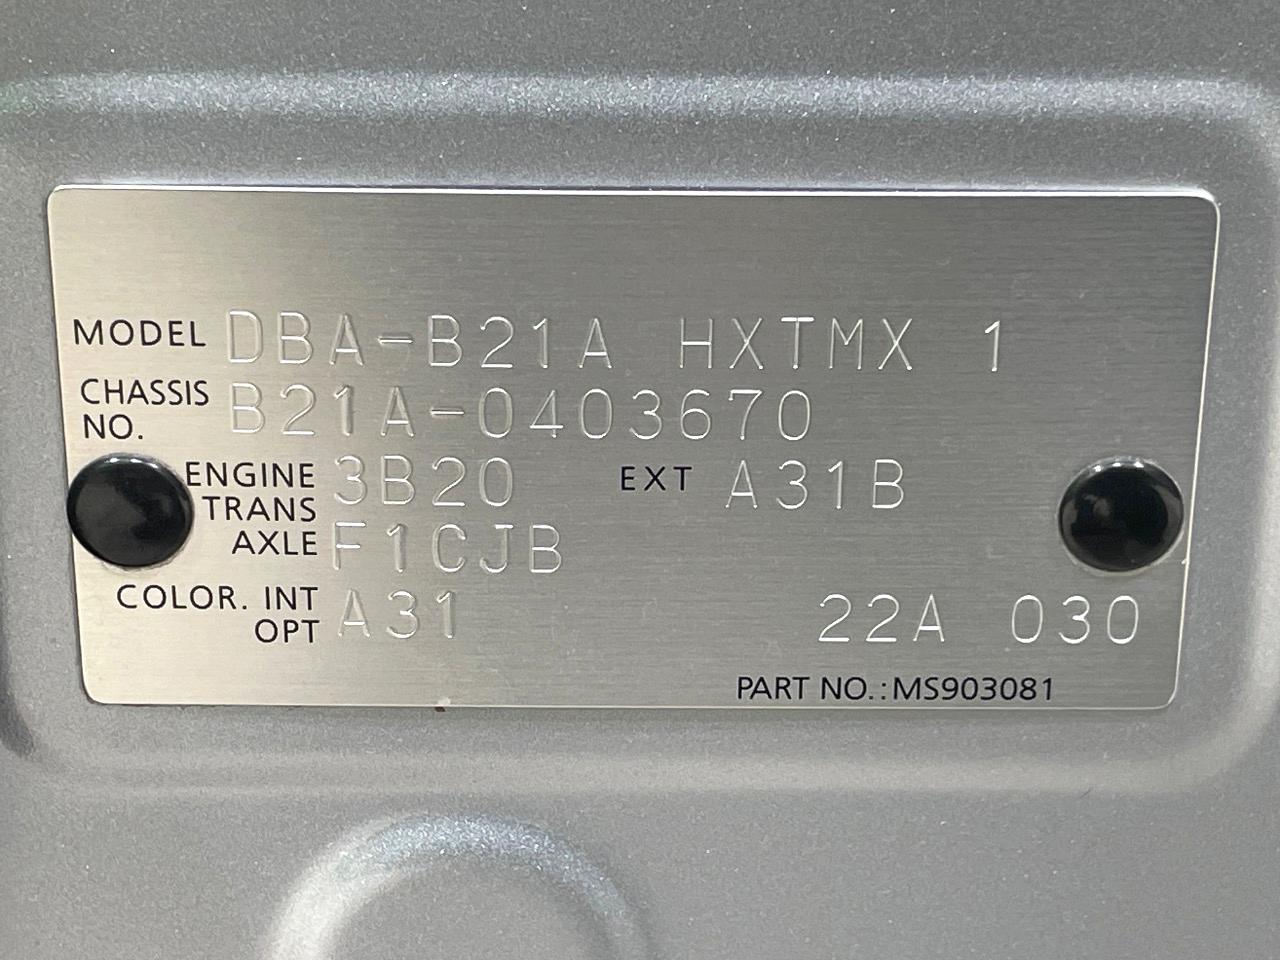 MODEL DBA-B21A HXTMX 1
CHASSIS NO. B21A-0403670
ENGINE 3B20 EXT A31B
TRANS AXLE F1CJB
COLOR. INT OPT A31 22A 030
PART NO.:MS903081